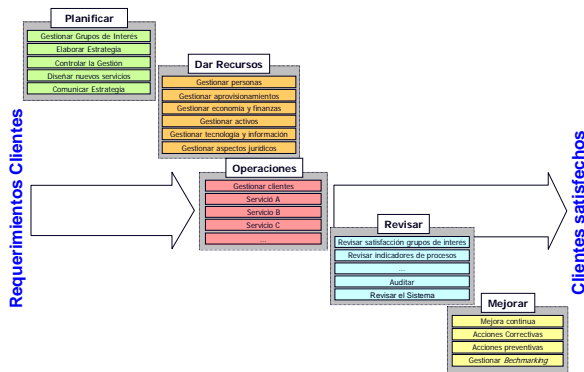 Planificar
Gestionar Grupos de Interés
Elaborar Estrategia
Controlar la Gestión
Diseñar nuevos servicios
Comunicar Estrategia
Dar Recursos
Gestionar personas
Gestionar aprovisionamientos
Gestionar economía y finanzas
Gestionar activos
Gestionar tecnología y información
Gestionar aspectos jurídicos
Requerimientos Clientes
Operaciones
Gestionar clientes
Servició A
Servicio B
Servicio C
...
Clientes satisfechos
Revisar
Revisar satisfacción grupos de interés
Revisar indicadores de procesos
...
Auditar
Revisar el Sistema
Mejorar
Mejora continua
Acciones Correctivas
Acciones preventivas
Gestionar Bechmarking